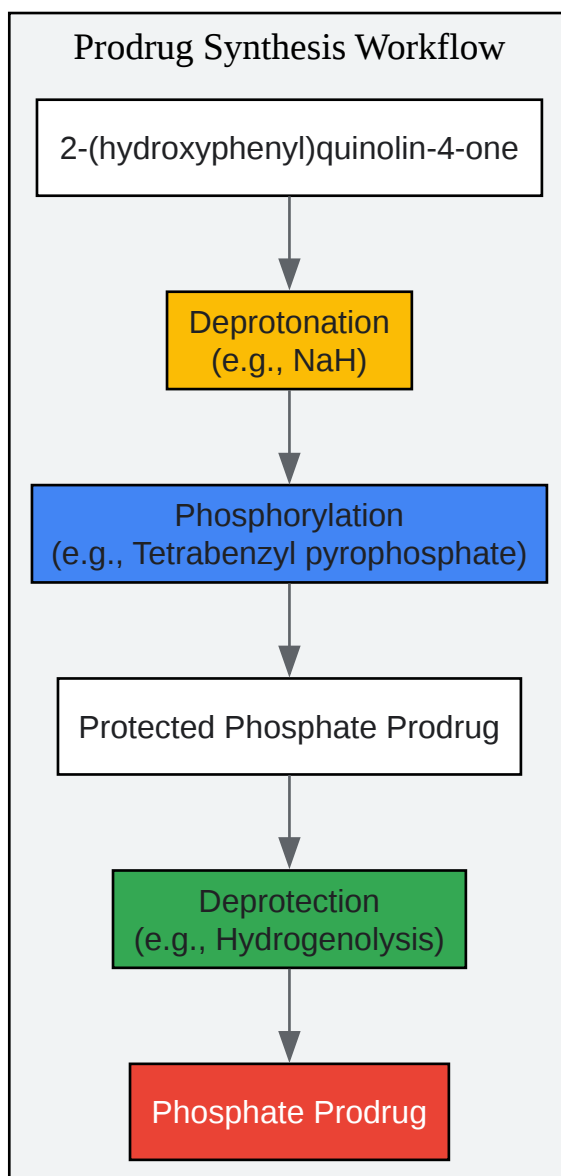 Prodrug Synthesis Workflow
2-(hydroxyphenyl)quinolin-4-one
Deprotonation
(e.g., NaH)
Phosphorylation
(e.g., Tetrabenzyl pyrophosphate)
Protected Phosphate Prodrug
Deprotection
(e.g., Hydrogenolysis)
Phosphate Prodrug